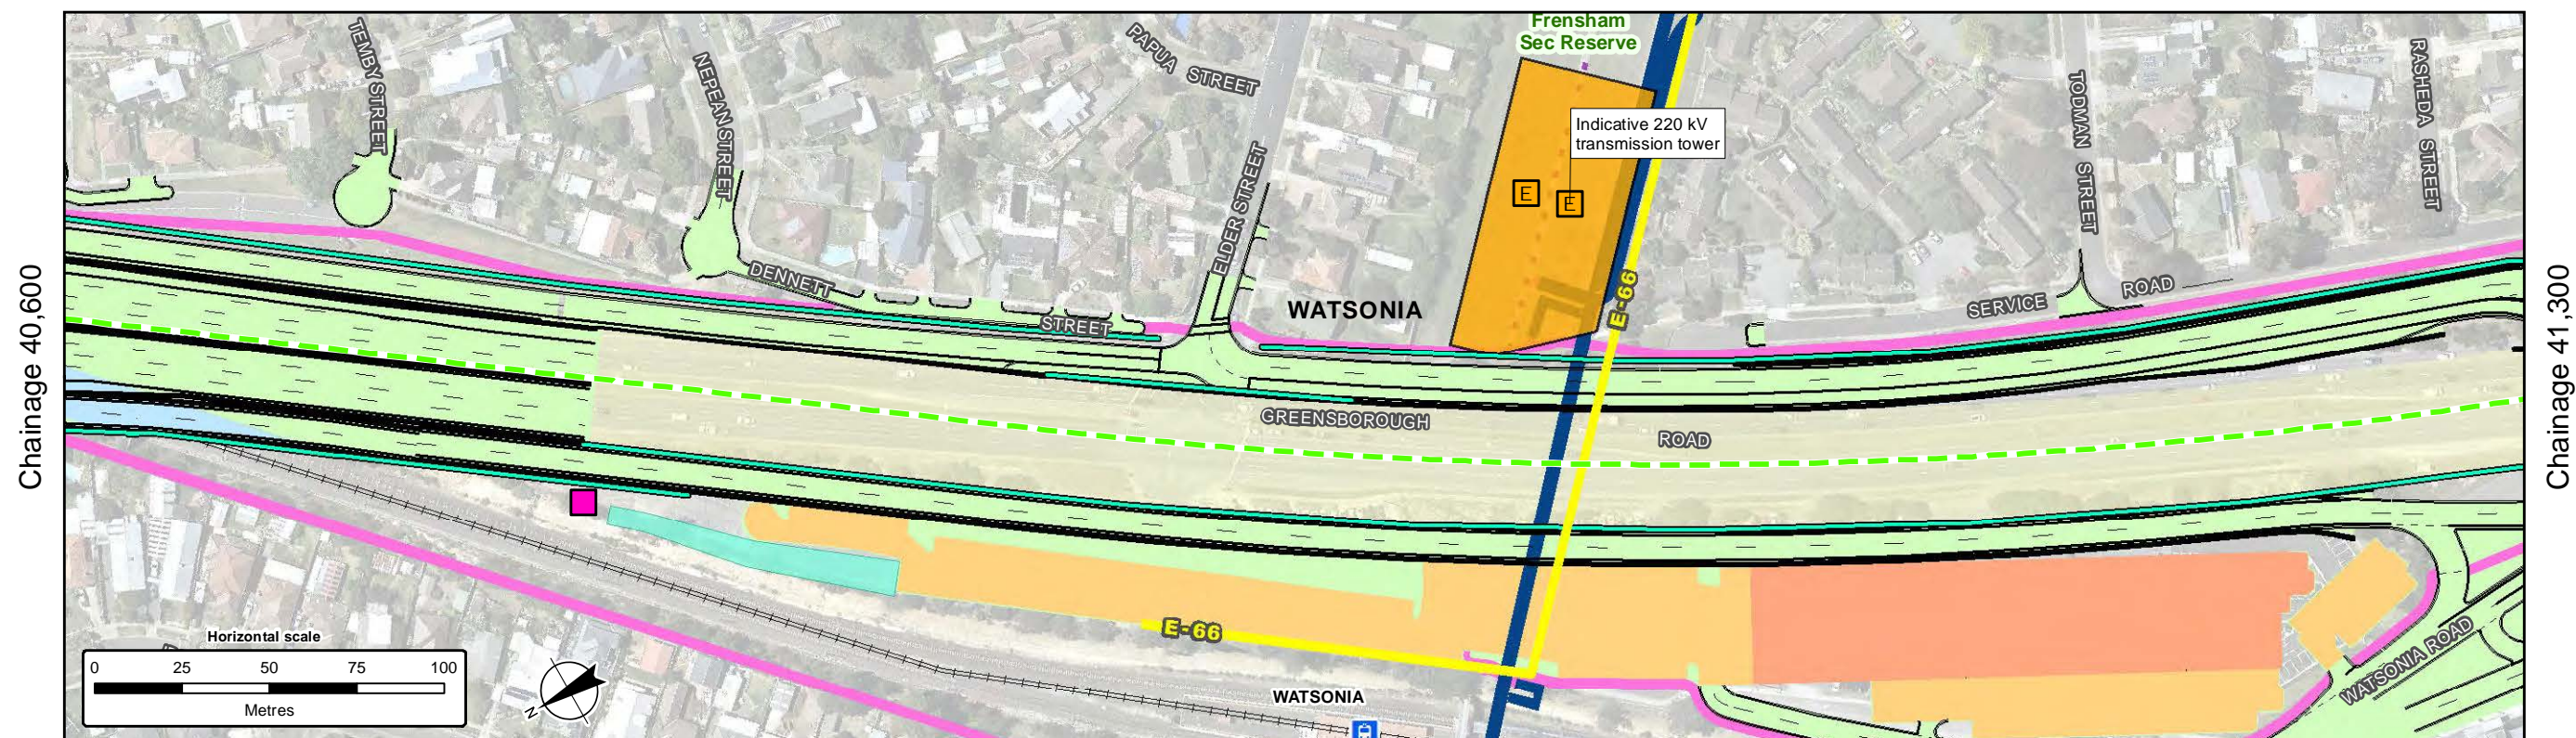 Frensham
Sec Reserve
TEMBY STREET
NEPEAN STREET
PAPUA STREET
ELDER STREET
TODMAN STREET
RASHEDA STREET
Indicative 220 kV
transmission tower
E
E
E-66
DENNETT
STREET
WATSONIA
SERVICE ROAD
GREENSBOROUGH
ROAD
Chainage 40,600
Chainage 41,300
E-66
WATSONIA ROAD
WATSONIA
Horizontal scale
0 25 50 75 100
Metres
N